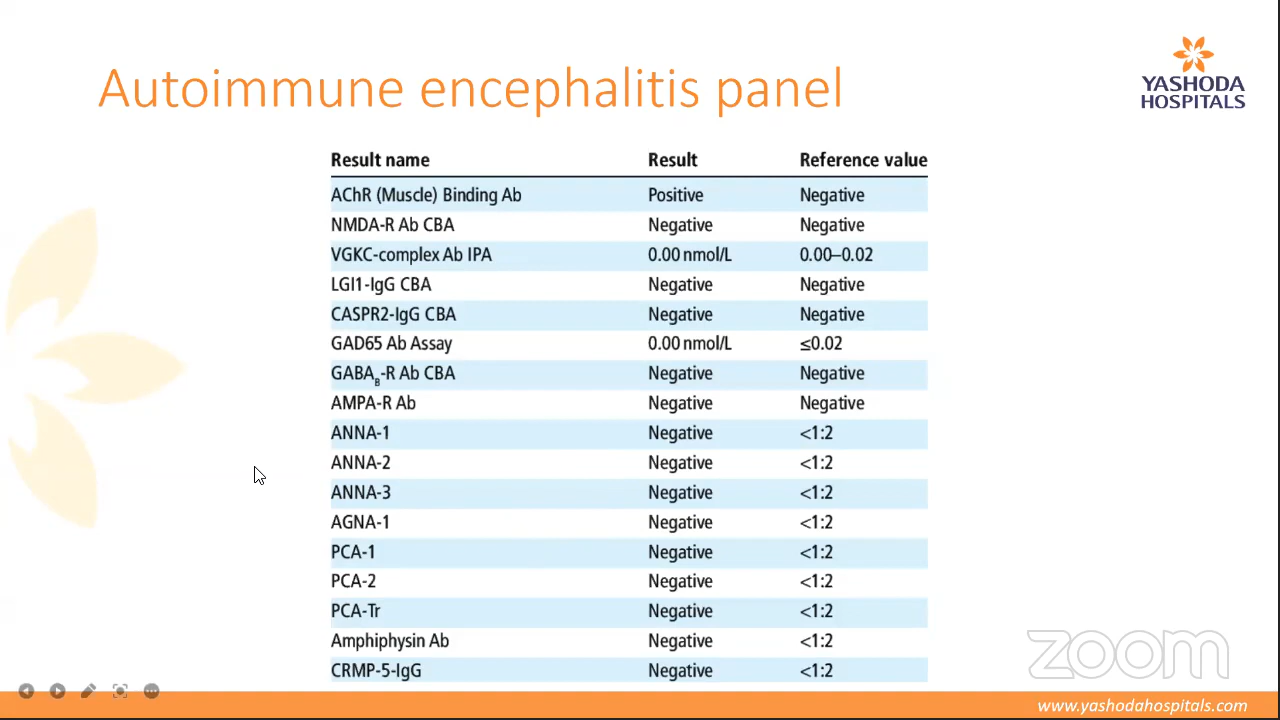 Autoimmune encephalitis panel
YASHODA
HOSPITALS
Result name Result Reference value
AChR (Muscle) Binding Ab Positive Negative
NMDA-R Ab CBA Negative Negative
VGKC-complex Ab IPA 0.00 nmol/L 0.00–0.02
LGI1-IgG CBA Negative Negative
CASPR2-IgG CBA Negative Negative
GAD65 Ab Assay 0.00 nmol/L ≤0.02
GABAB-R Ab CBA Negative Negative
AMPA-R Ab Negative Negative
ANNA-1 Negative <1:2
ANNA-2 Negative <1:2
ANNA-3 Negative <1:2
AGNA-1 Negative <1:2
PCA-1 Negative <1:2
PCA-2 Negative <1:2
PCA-Tr Negative <1:2
Amphiphysin Ab Negative <1:2
CRMP-5-IgG Negative <1:2
zoom
www.yashodahospitals.com